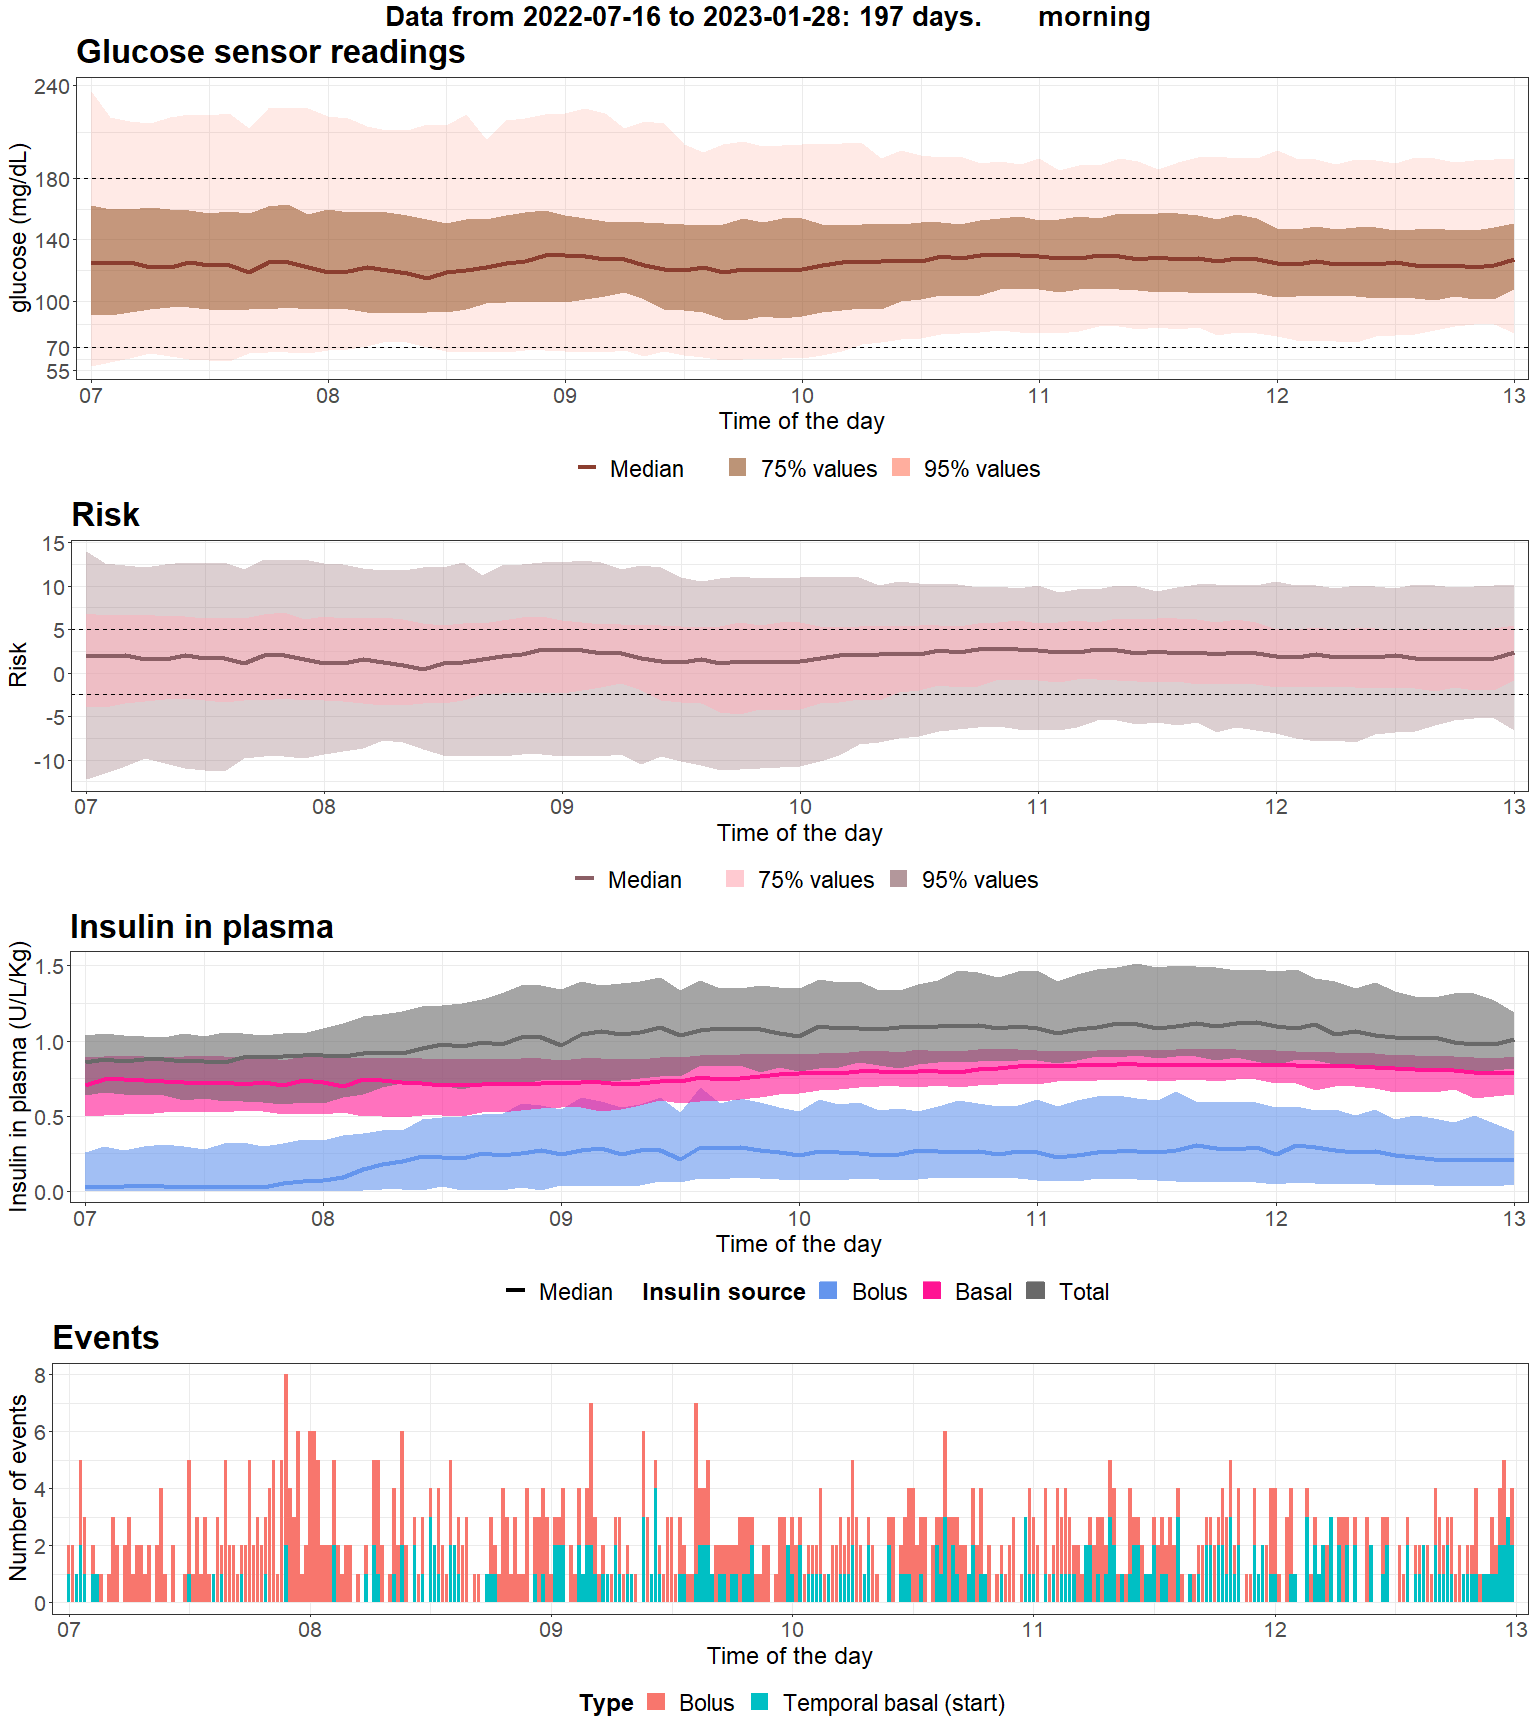 Data from 2022-07-16 to 2023-01-28: 197 days. morning
Glucose sensor readings
glucose (mg/dL)
240
180
140
100
70
55
07 08 09 10 11 12 13
Time of the day
Median 75% values 95% values
Risk
Risk
15
10
5
0
-5
-10
07 08 09 10 11 12 13
Time of the day
Median 75% values 95% values
Insulin in plasma
Insulin in plasma (U/L/Kg)
1.5
1.0
0.5
0.0
07 08 09 10 11 12 13
Time of the day
Median Insulin source Bolus Basal Total
Events
Number of events
8
6
4
2
0
07 08 09 10 11 12 13
Time of the day
Type Bolus Temporal basal (start)